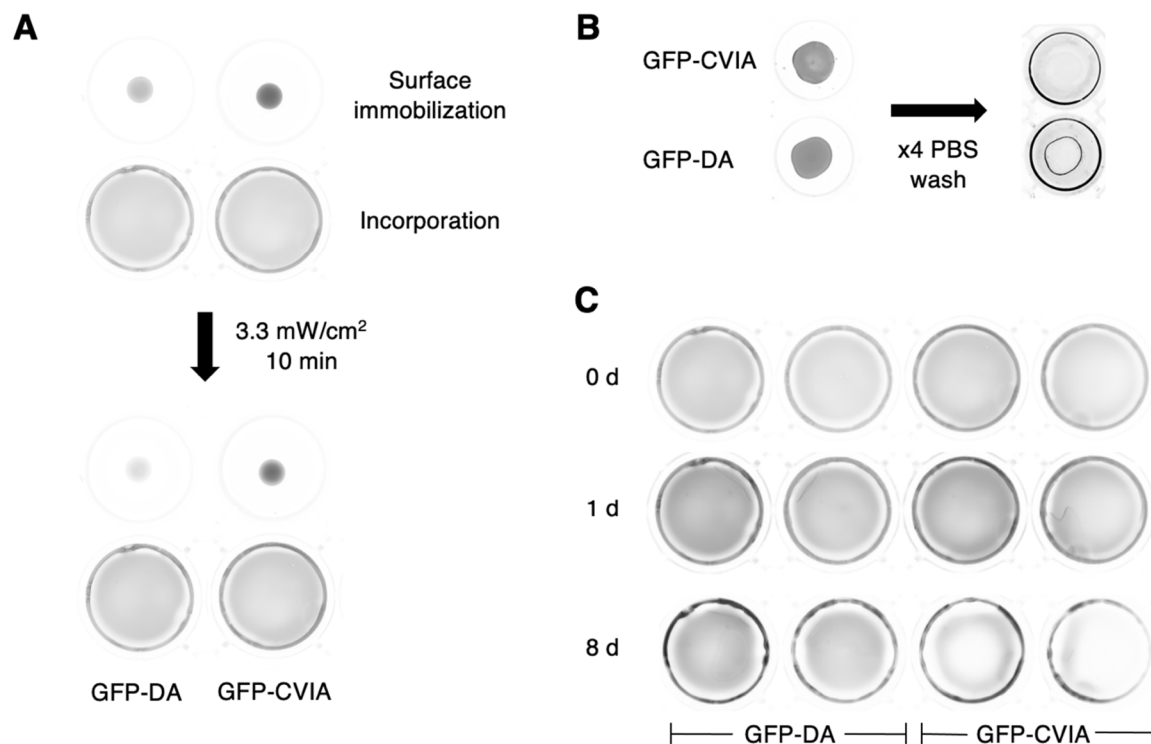 A
Surface
immobilization
Incorporation
3.3 mW/cm²
10 min
GFP-DA
GFP-CVIA
B
GFP-CVIA
GFP-DA
x4 PBS
wash
C
0 d
1 d
8 d
GFP-DA
GFP-CVIA